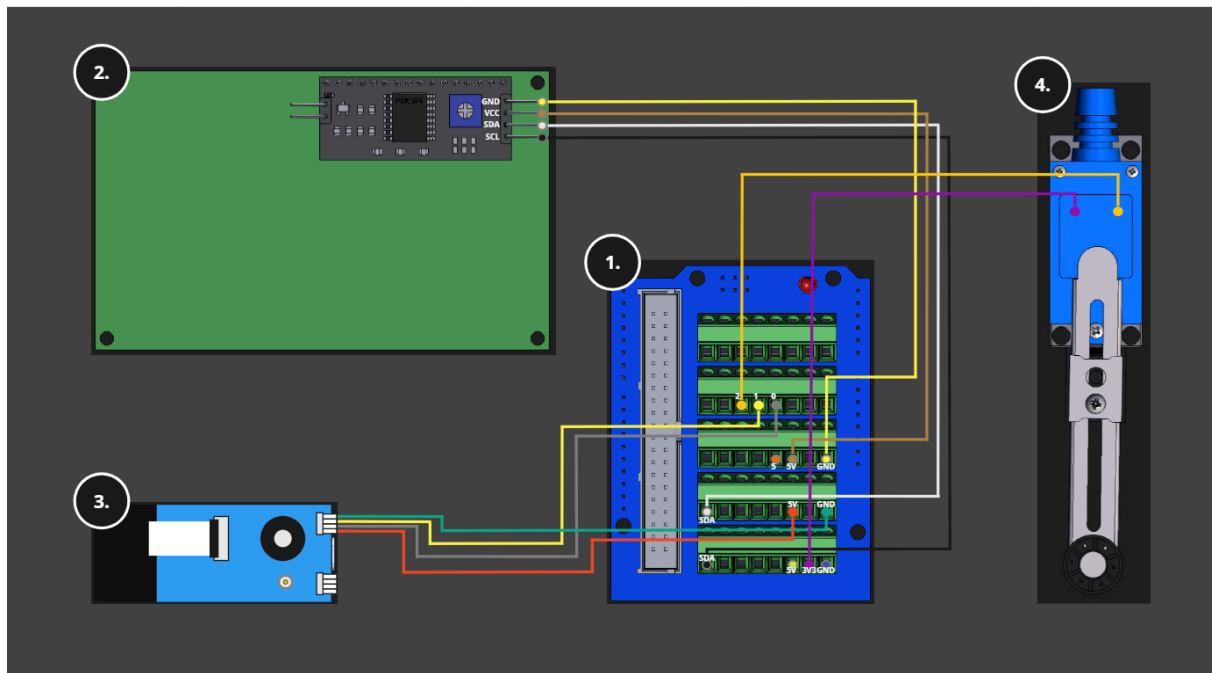 2.
GND
VCC
SDA
SCL
4.
1.
2 1 0
S 5V GND
SDA 5V GND
SDA 5V 3V3 GND
3.